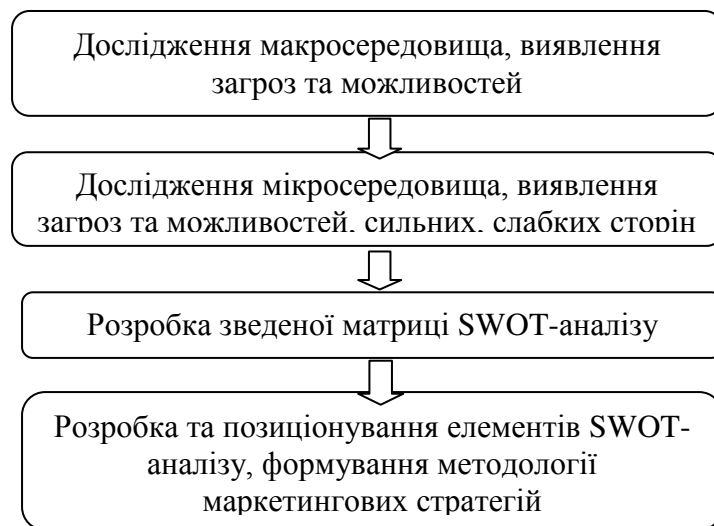 Дослідження макросередовища, виявлення
загроз та можливостей
Дослідження мікросередовища, виявлення
загроз та можливостей, сильних, слабких сторін
Розробка зведеної матриці SWOT-аналізу
Розробка та позиціонування елементів SWOT-
аналізу, формування методології
маркетингових стратегій